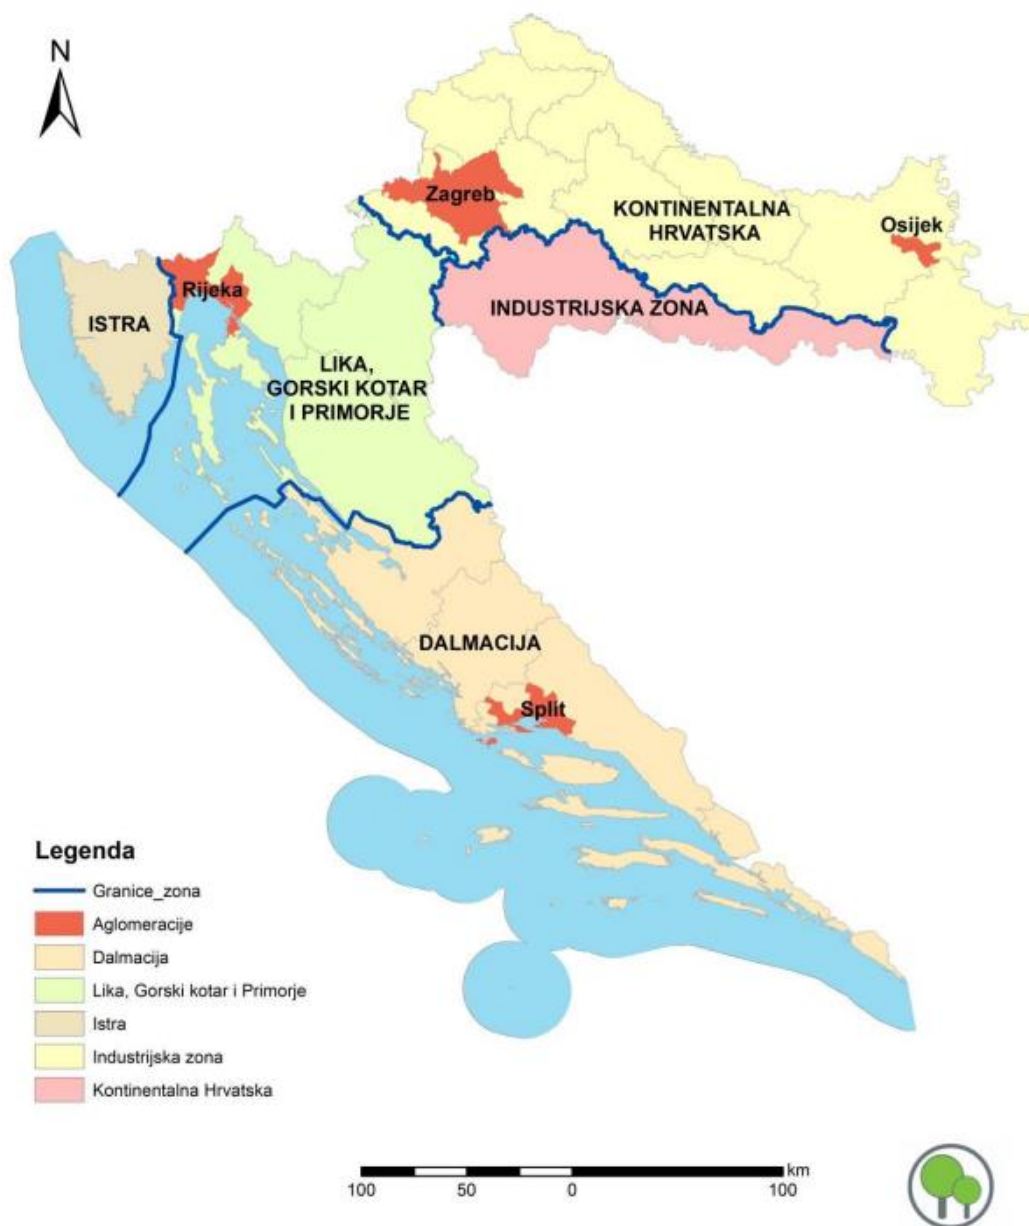 N
Zagreb
KONTINENTALNA
HRVATSKA
Osijek
Rijeka
INDUSTRIJSKA ZONA
ISTRA
LIKA,
GORSKI KOTAR
I PRIMORJE
DALMACIJA
Split
Legenda
Granice_zona
Aglomeracije
Dalmacija
Lika, Gorski kotar i Primorje
Istra
Industrijska zona
Kontinentalna Hrvatska
km
100 50 0 100